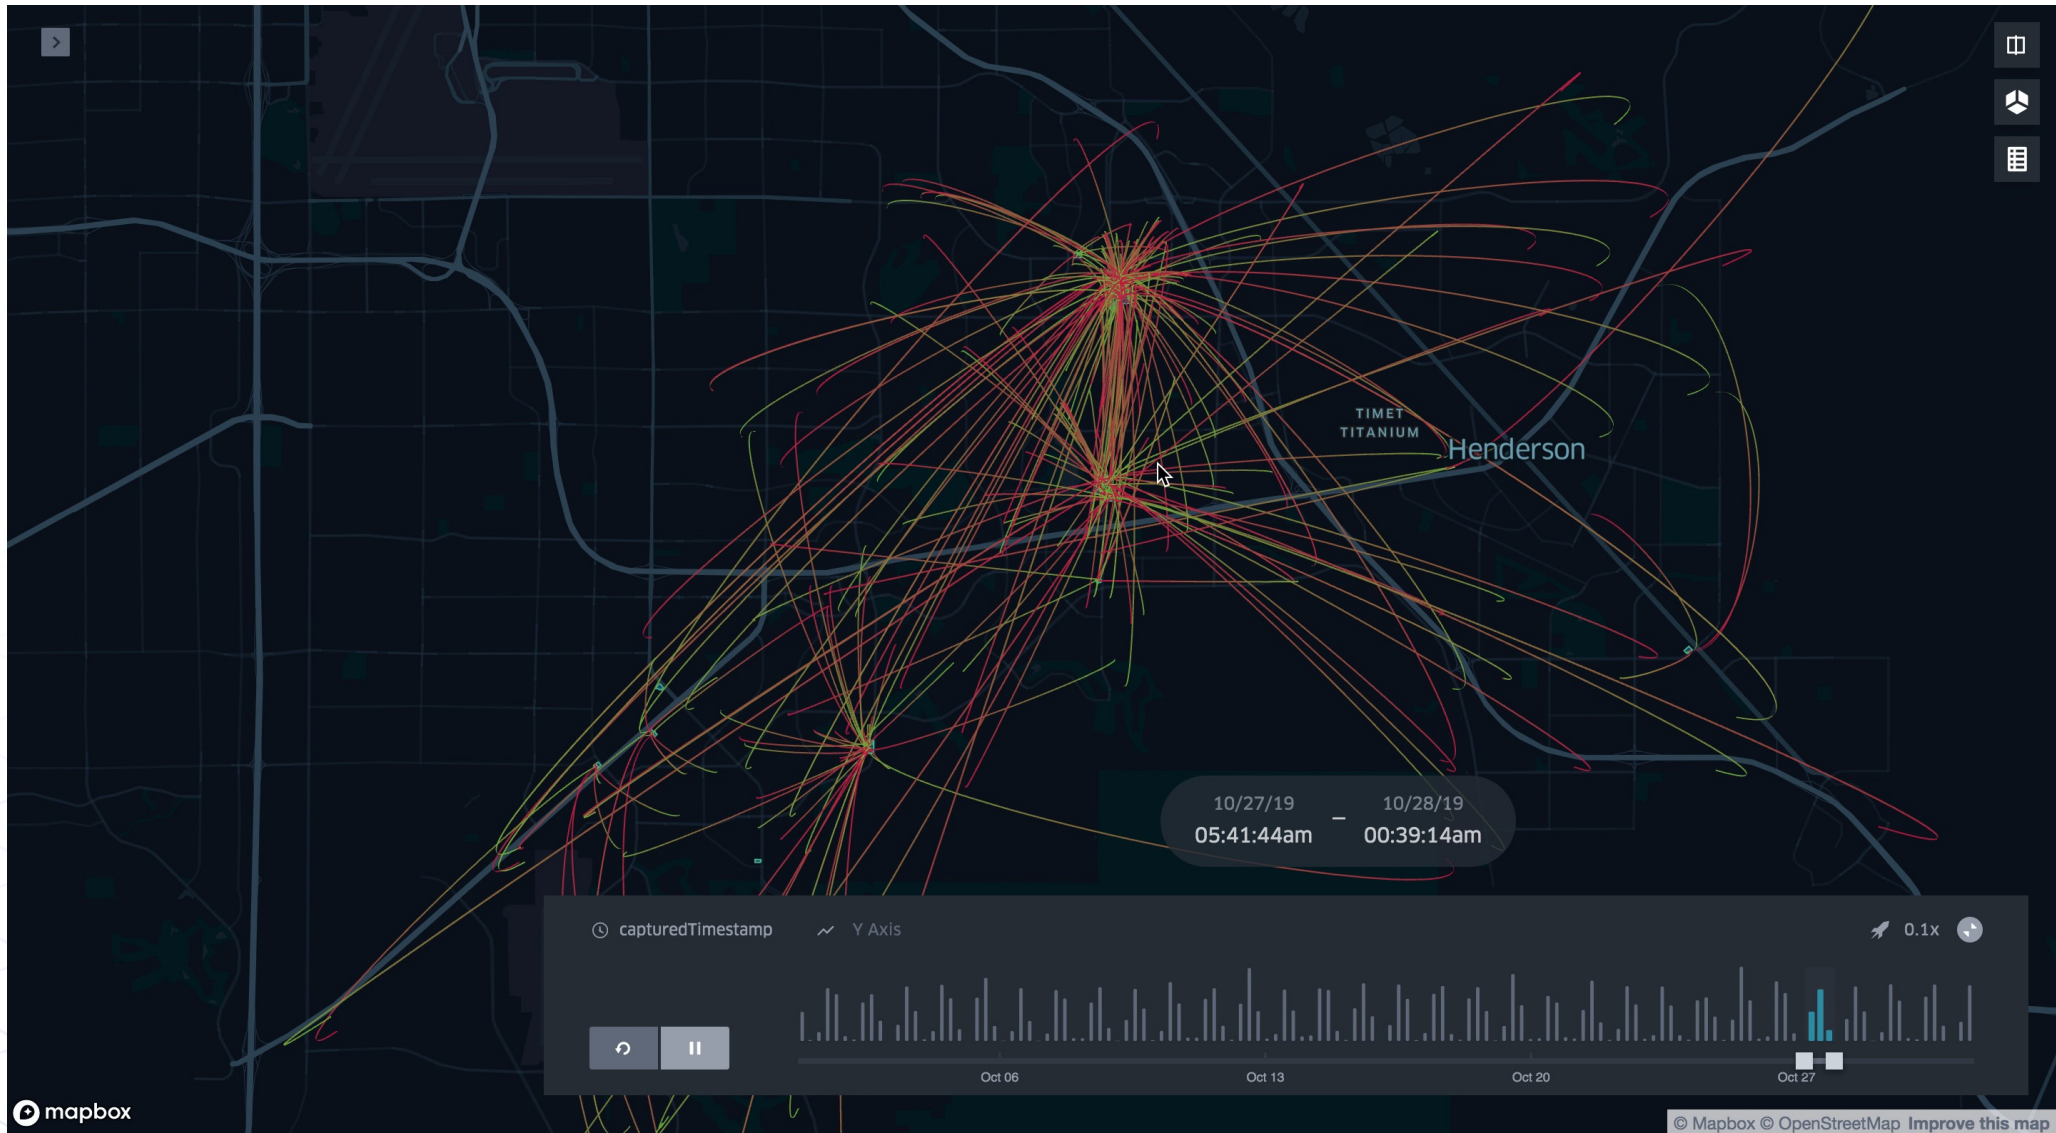 TIMET
TITANIUM
Henderson
10/27/19
05:41:44am
–
10/28/19
00:39:14am
capturedTimestamp
Y Axis
0.1x
Oct 06
Oct 13
Oct 20
Oct 27
mapbox
© Mapbox © OpenStreetMap Improve this map